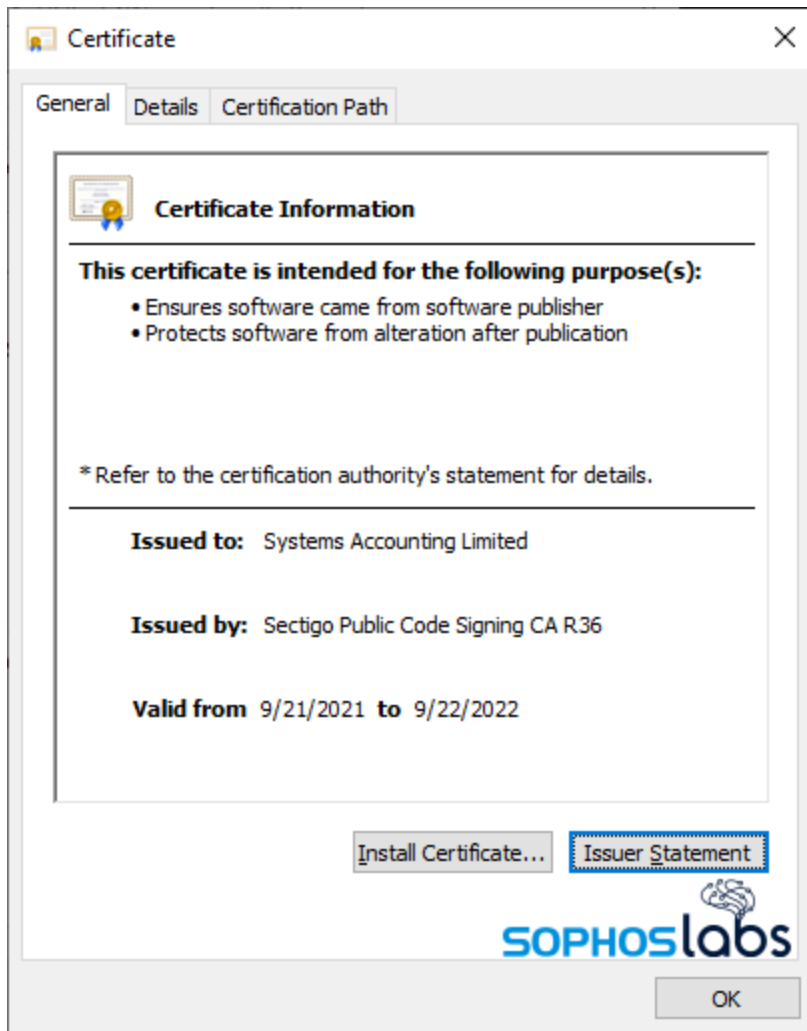 Certificate
General Details Certification Path
Certificate Information
This certificate is intended for the following purpose(s):
• Ensures software came from software publisher
• Protects software from alteration after publication
* Refer to the certification authority's statement for details.
Issued to: Systems Accounting Limited
Issued by: Sectigo Public Code Signing CA R36
Valid from 9/21/2021 to 9/22/2022
Install Certificate... Issuer Statement
SOPHOSlabs
OK